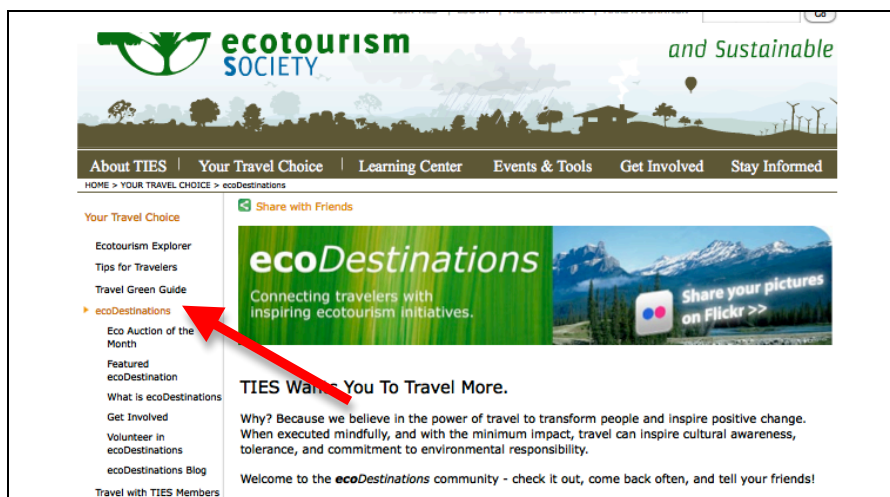 Go
ecotourism
SOCIETY
and Sustainable
About TIES | Your Travel Choice | Learning Center Events & Tools Get Involved Stay Informed
HOME > YOUR TRAVEL CHOICE > ecoDestinations
Share with Friends
Your Travel Choice
Ecotourism Explorer
Tips for Travelers
Travel Green Guide
ecoDestinations
Eco Auction of the
Month
Featured
ecoDestination
What is ecoDestinations
Get Involved
Volunteer in
ecoDestinations
ecoDestinations Blog
Travel with TIES Members
ecoDestinations
Connecting travelers with
inspiring ecotourism initiatives.
Share your pictures
on Flickr >>
TIES Wants You To Travel More.
Why? Because we believe in the power of travel to transform people and inspire positive change.
When executed mindfully, and with the minimum impact, travel can inspire cultural awareness,
tolerance, and commitment to environmental responsibility.
Welcome to the ecoDestinations community - check it out, come back often, and tell your friends!